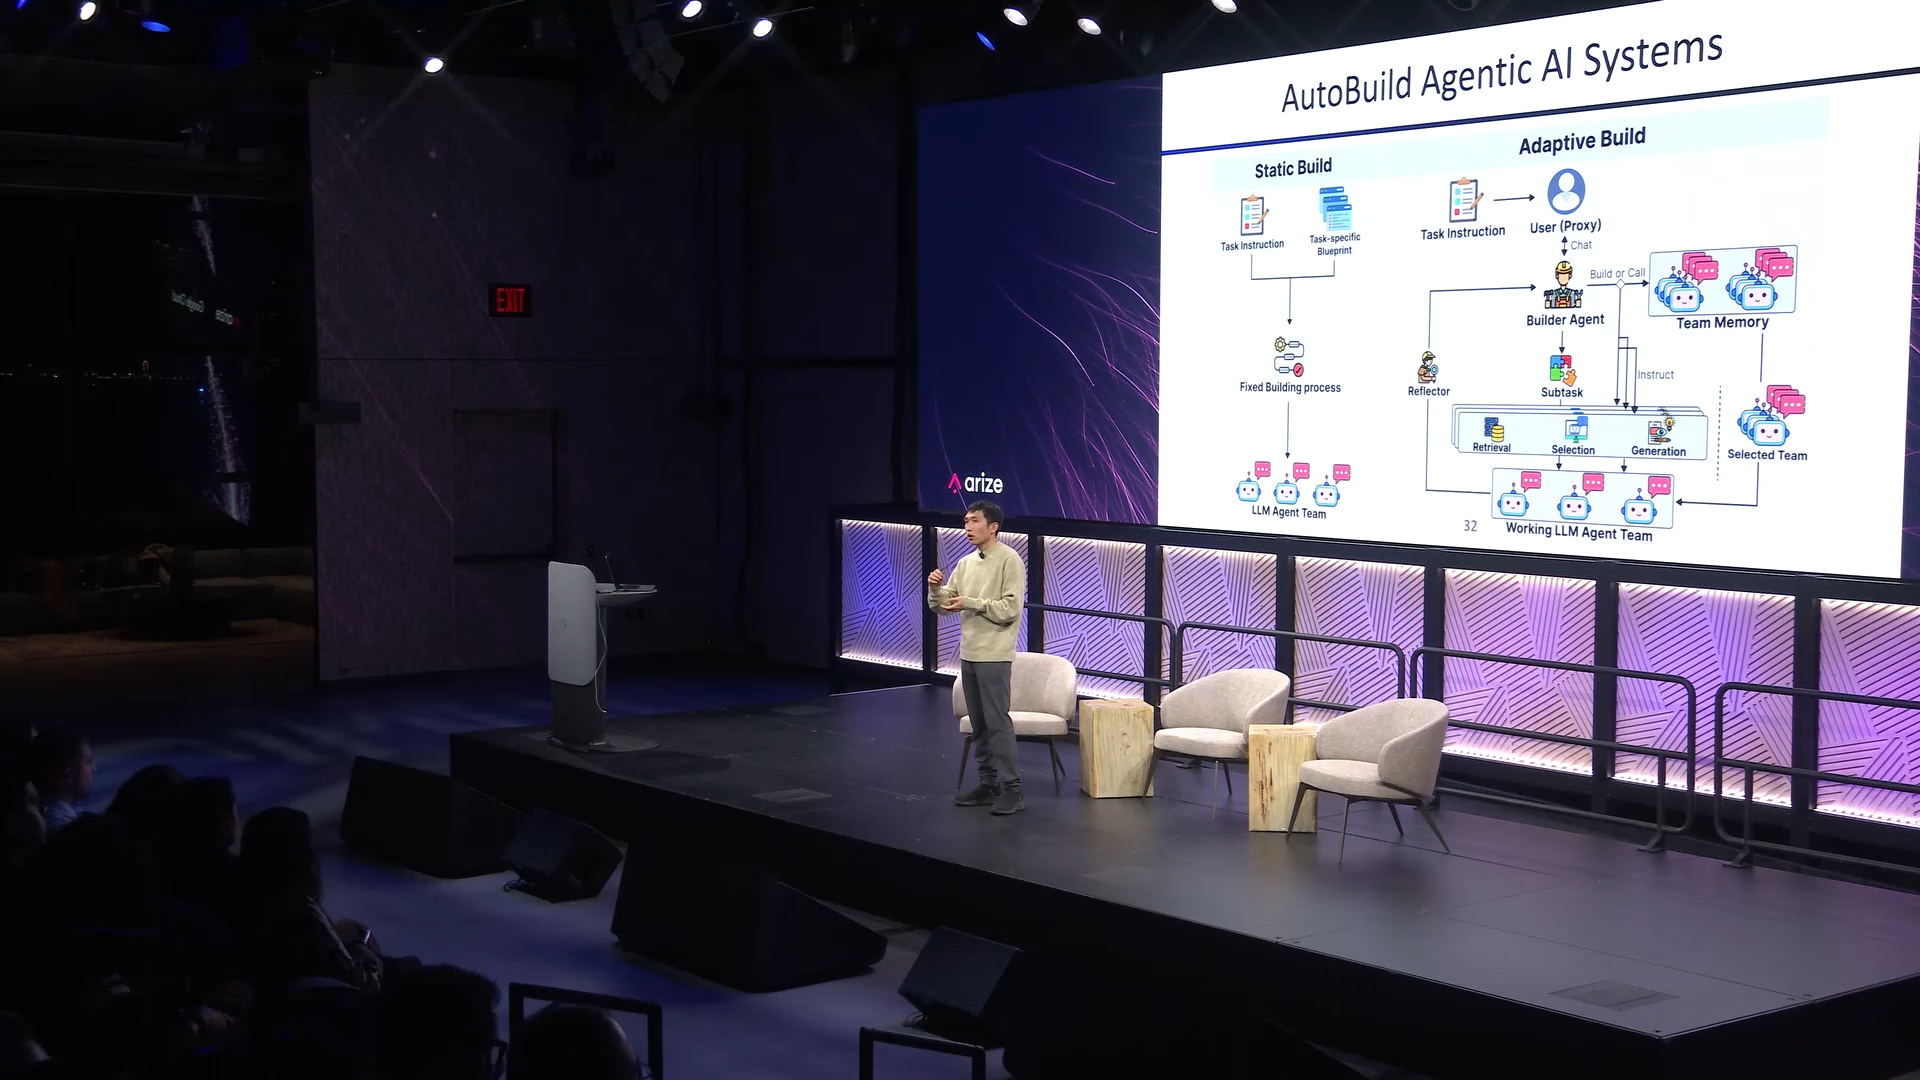 AutoBuild Agentic AI Systems
Static Build
Task Instruction
Task-specific
Blueprint
Fixed Building process
LLM Agent Team
Adaptive Build
Task Instruction
User (Proxy)
Chat
Build or Call
Builder Agent
Team Memory
Reflector
Subtask
Instruct
Retrieval
Selection
Generation
Selected Team
Working LLM Agent Team
32
arize
EXIT